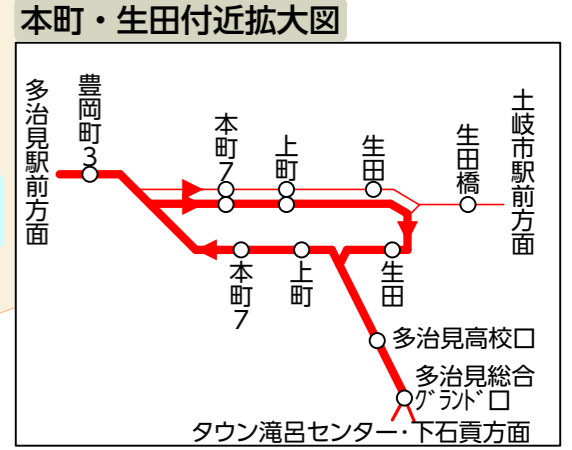 本町・生田付近拡大図
多治見駅前方面
豊岡町3
本町7
上町
生田
生田橋
土岐市駅前方面
本町7
上町
生田
多治見高校口
多治見総合
グランド口
タウン滝呂センター・下石貢方面